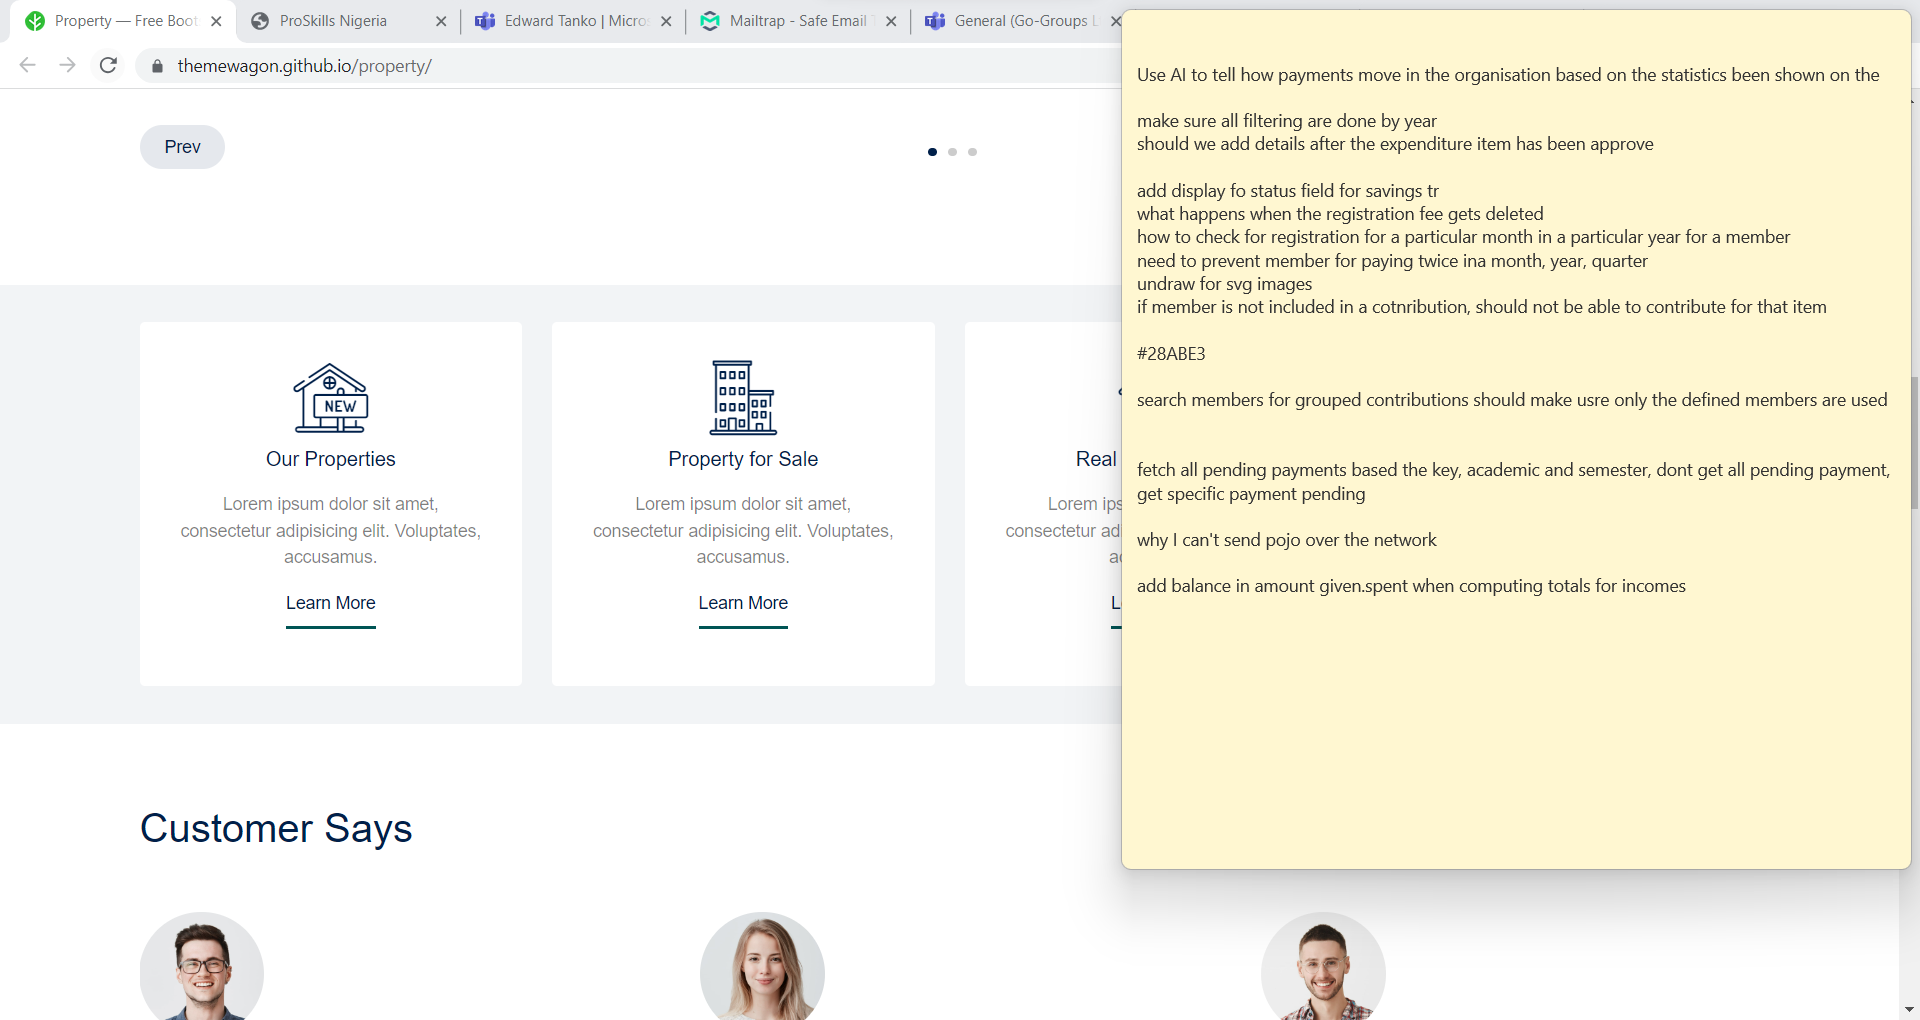 Property — Free Boot
ProSkills Nigeria
Edward Tanko | Micros
Mailtrap - Safe Email T
General (Go-Groups L
themewagon.github.io/property/
Prev
NEW
Our Properties
Lorem ipsum dolor sit amet,
consectetur adipisicing elit. Voluptates,
accusamus.
Learn More
Property for Sale
Lorem ipsum dolor sit amet,
consectetur adipisicing elit. Voluptates,
accusamus.
Learn More
Real
Lorem ips
consectetur ad
a
L
Customer Says
Use AI to tell how payments move in the organisation based on the statistics been shown on the
make sure all filtering are done by year
should we add details after the expenditure item has been approve
add display fo status field for savings tr
what happens when the registration fee gets deleted
how to check for registration for a particular month in a particular year for a member
need to prevent member for paying twice ina month, year, quarter
undraw for svg images
if member is not included in a cotnribution, should not be able to contribute for that item
#28ABE3
search members for grouped contributions should make usre only the defined members are used
fetch all pending payments based the key, academic and semester, dont get all pending payment,
get specific payment pending
why I can't send pojo over the network
add balance in amount given.spent when computing totals for incomes